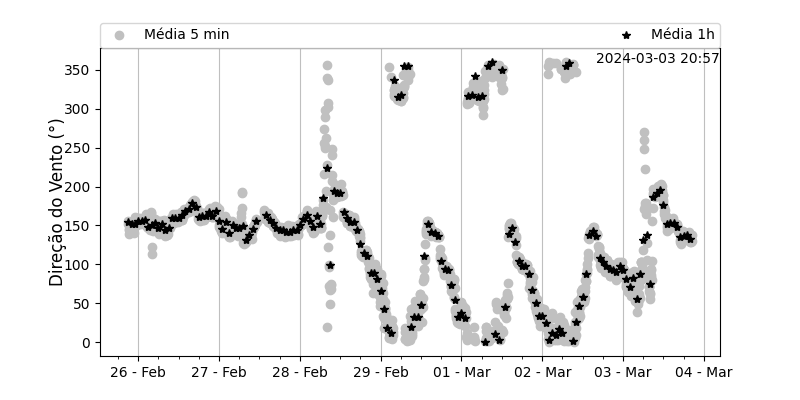 Média 5 min
Média 1h
2024-03-03 20:57
Direção do Vento (°)
350
300
250
200
150
100
50
0
26 - Feb
27 - Feb
28 - Feb
29 - Feb
01 - Mar
02 - Mar
03 - Mar
04 - Mar